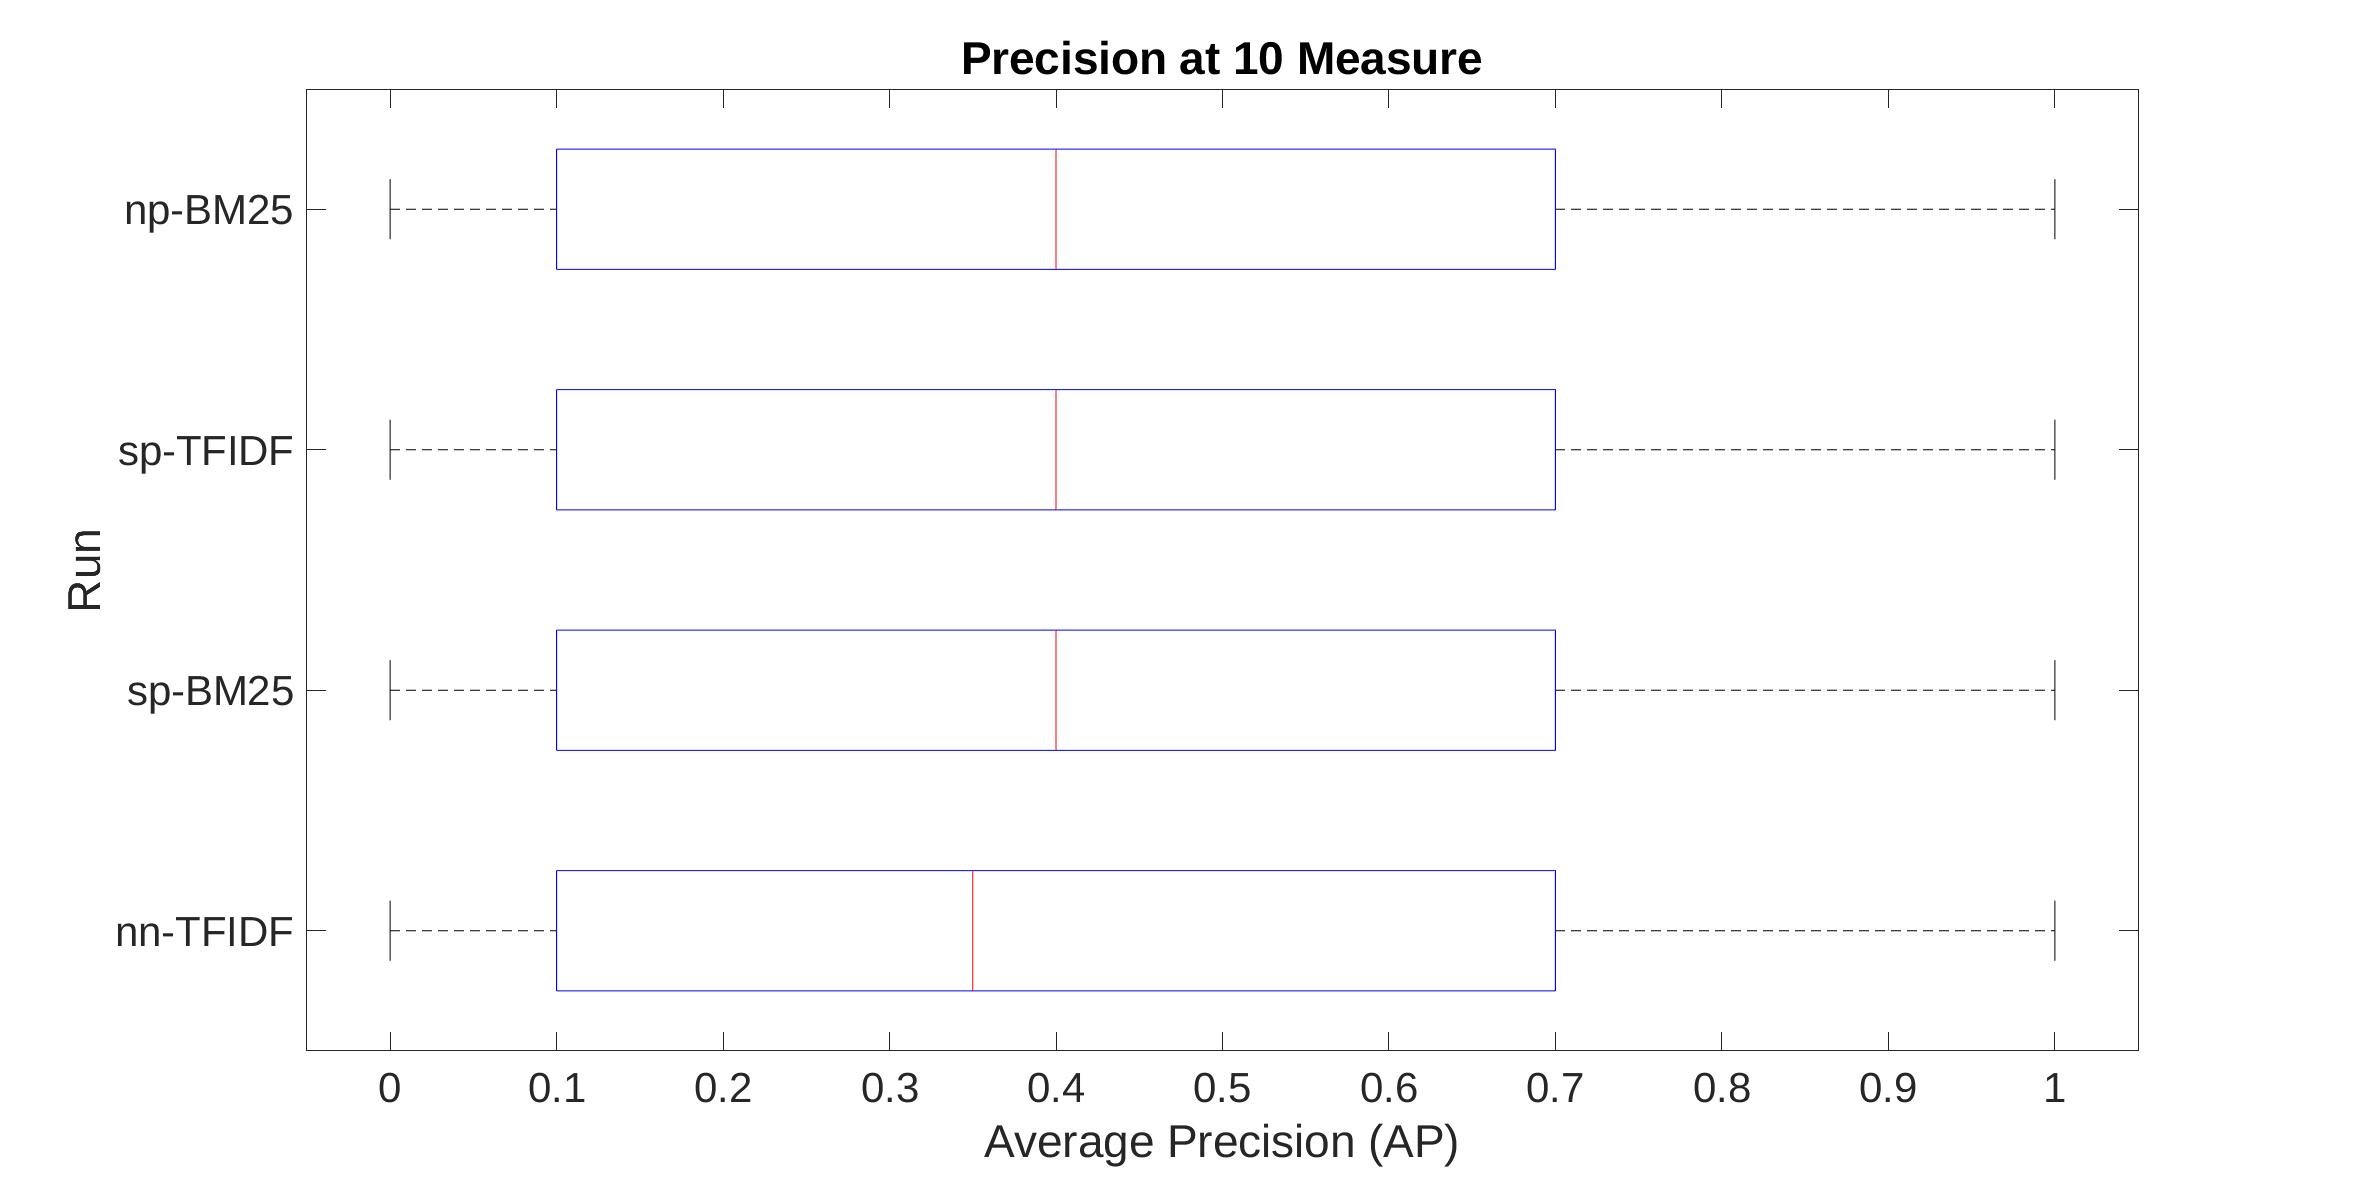 Precision at 10 Measure
np-BM25
sp-TFIDF
sp-BM25
nn-TFIDF
Run
0 0.1 0.2 0.3 0.4 0.5 0.6 0.7 0.8 0.9 1
Average Precision (AP)